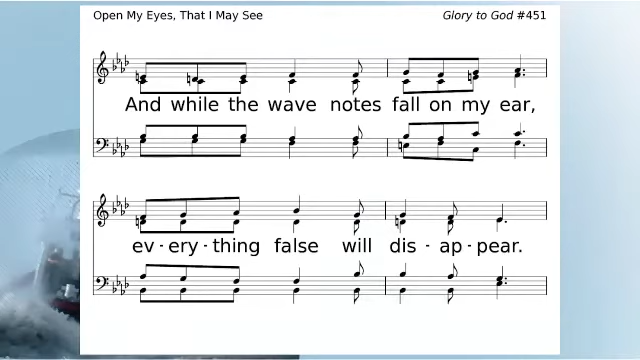 Open My Eyes, That I May See
Glory to God #451
And while the wave notes fall on my ear,
ev - ery - thing false will dis - ap - pear.